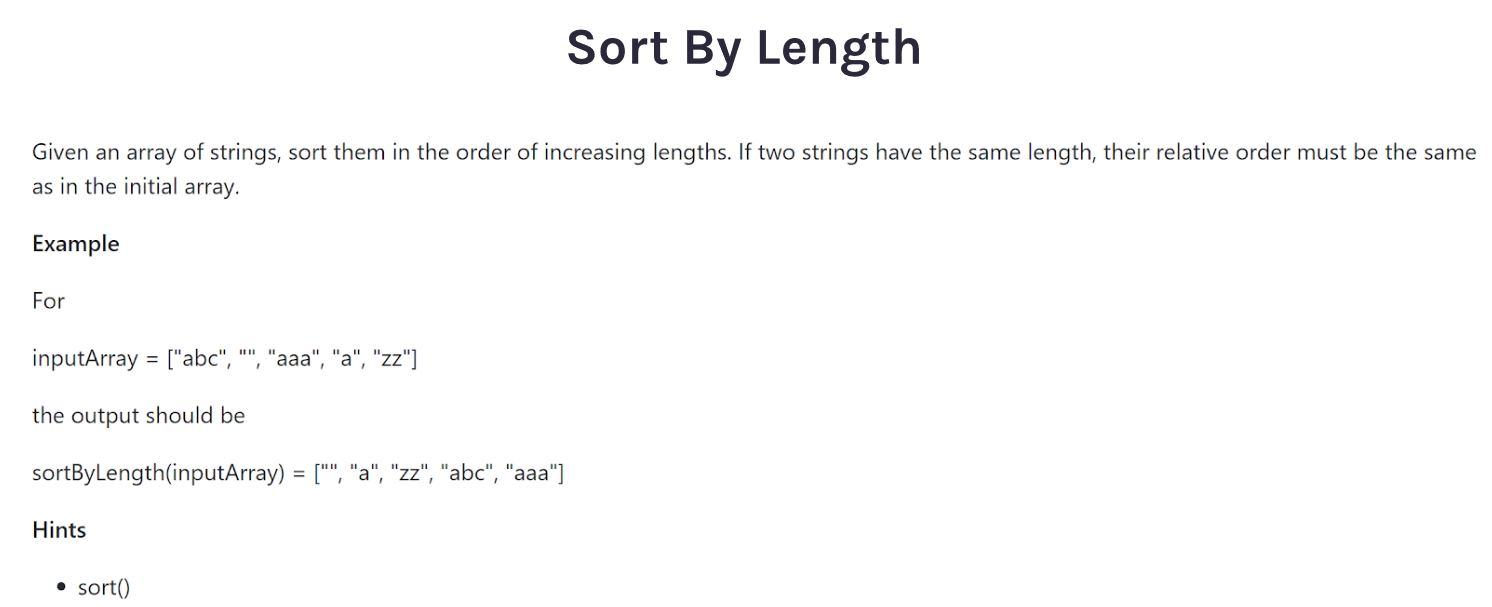 Sort By Length
Given an array of strings, sort them in the order of increasing lengths. If two strings have the same length, their relative order must be the same
as in the initial array.
Example
For
inputArray = ["abc", "", "aaa", "a", "zz"]
the output should be
sortByLength(inputArray) = ["", "a", "zz", "abc", "aaa"]
Hints
• sort()